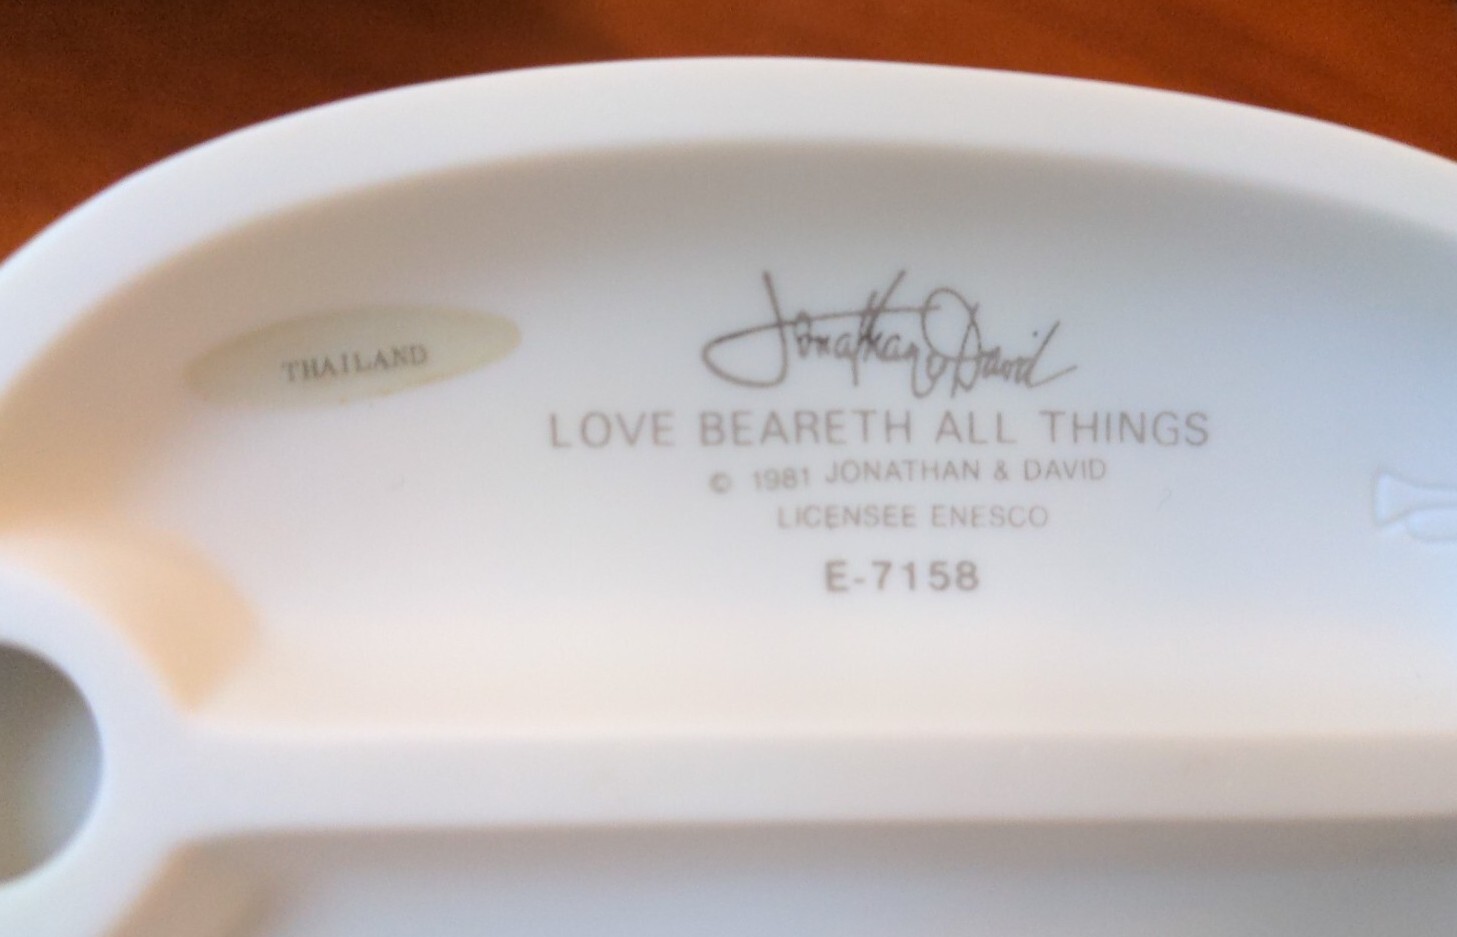 THAILAND
Jonathan & David
LOVE BEARETH ALL THINGS
© 1981 JONATHAN & DAVID
LICENSEE ENESCO
E-7158